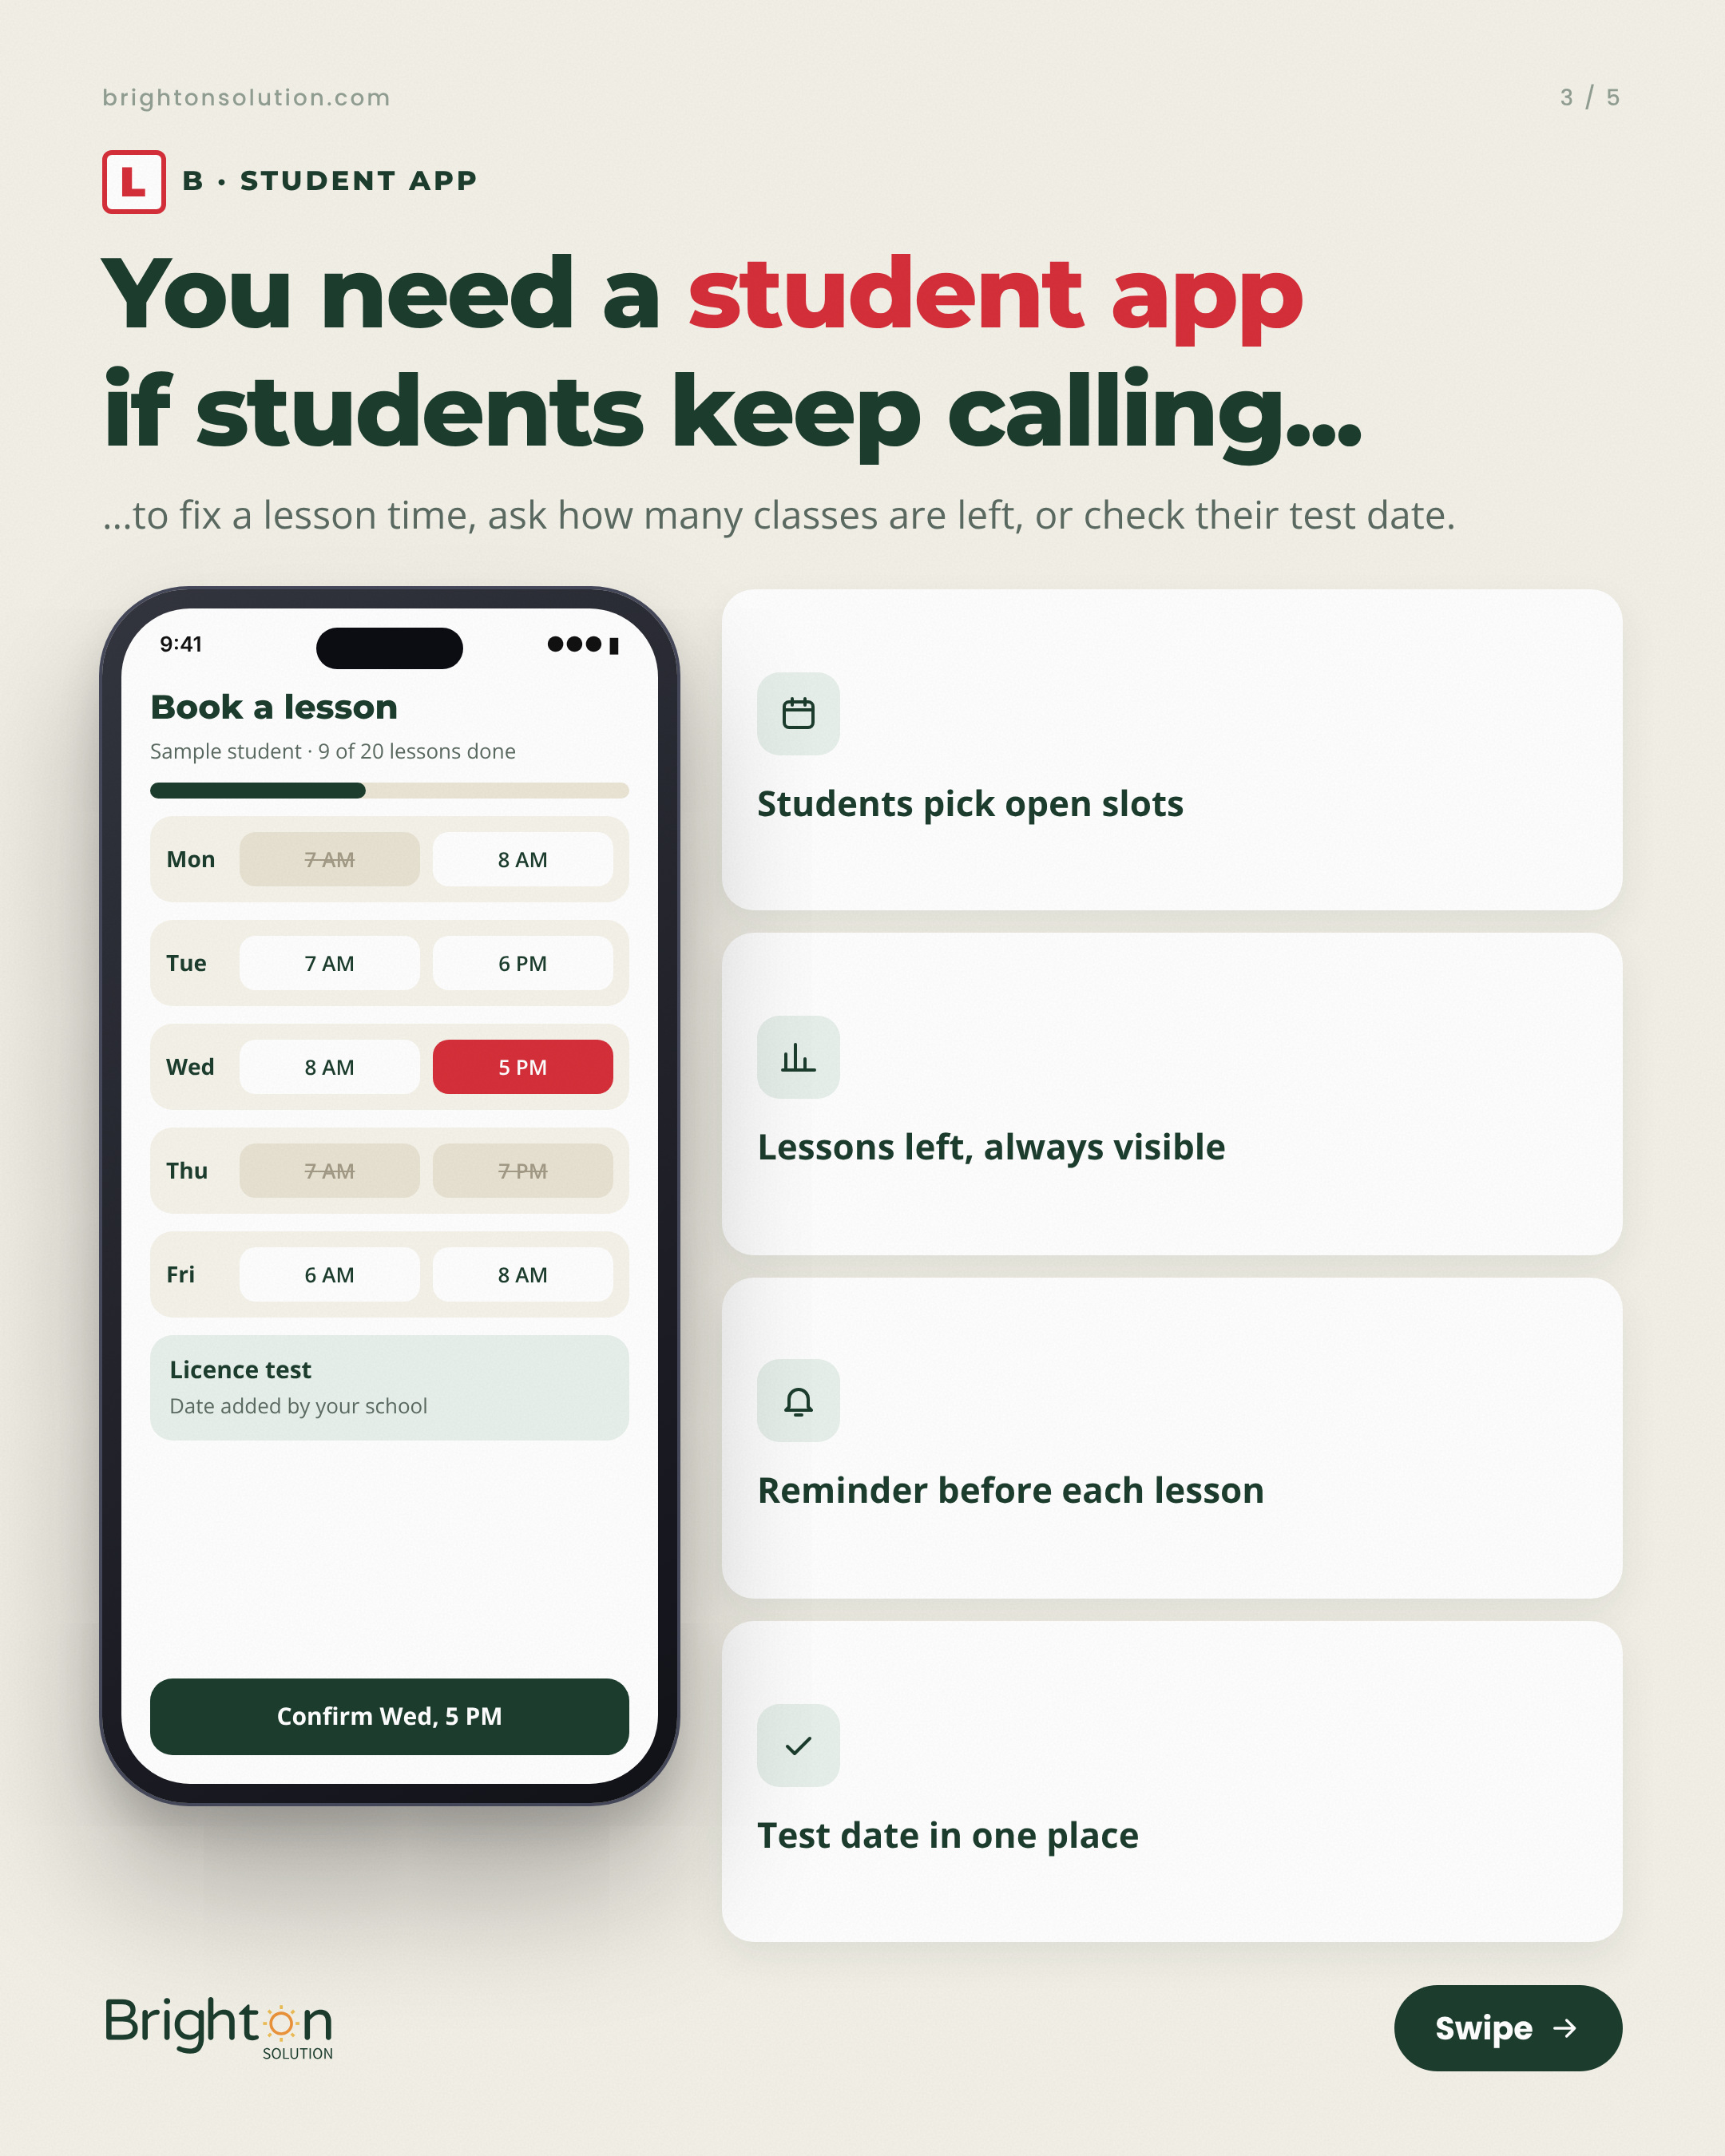 brightonsolution.com
3 / 5
L
B · STUDENT APP
You need a student app
if students keep calling...
...to fix a lesson time, ask how many classes are left, or check their test date.
9:41
Book a lesson
Sample student · 9 of 20 lessons done
Mon 7 AM 8 AM
Tue 7 AM 6 PM
Wed 8 AM 5 PM
Thu 7 AM 7 PM
Fri 6 AM 8 AM
Licence test
Date added by your school
Confirm Wed, 5 PM
Students pick open slots
Lessons left, always visible
Reminder before each lesson
Test date in one place
Brighton
SOLUTION
Swipe →